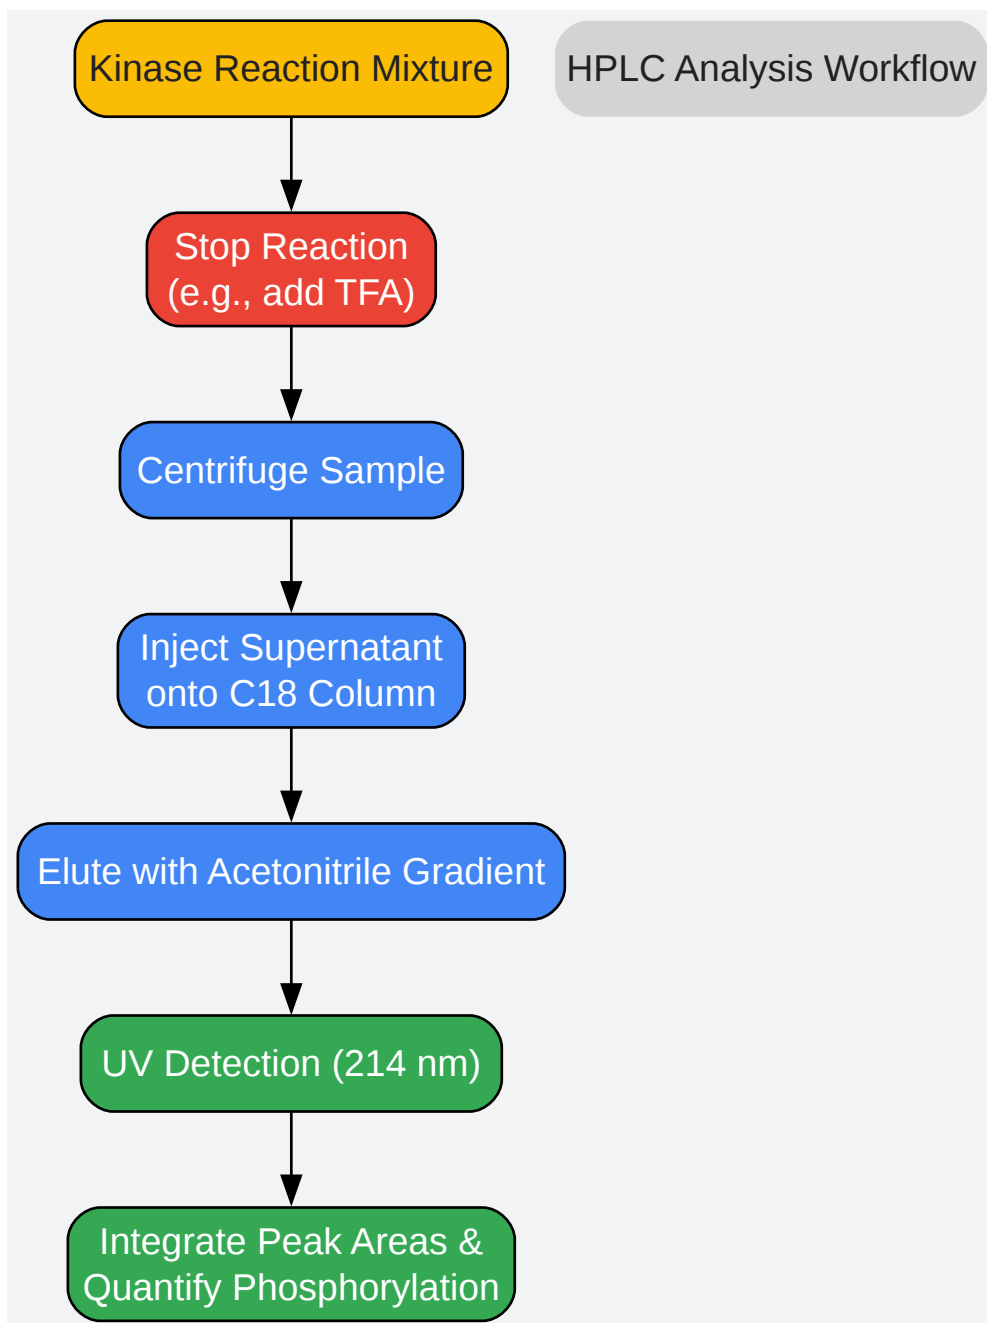 Kinase Reaction Mixture
HPLC Analysis Workflow
Stop Reaction
(e.g., add TFA)
Centrifuge Sample
Inject Supernatant
onto C18 Column
Elute with Acetonitrile Gradient
UV Detection (214 nm)
Integrate Peak Areas &
Quantify Phosphorylation